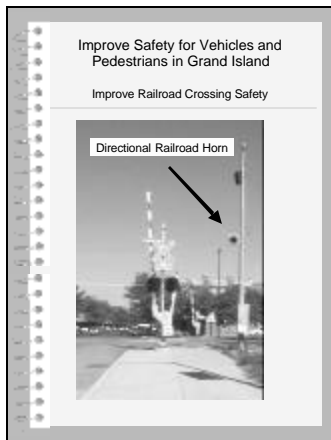 Improve Safety for Vehicles and
Pedestrians in Grand Island
Improve Railroad Crossing Safety
Directional Railroad Horn